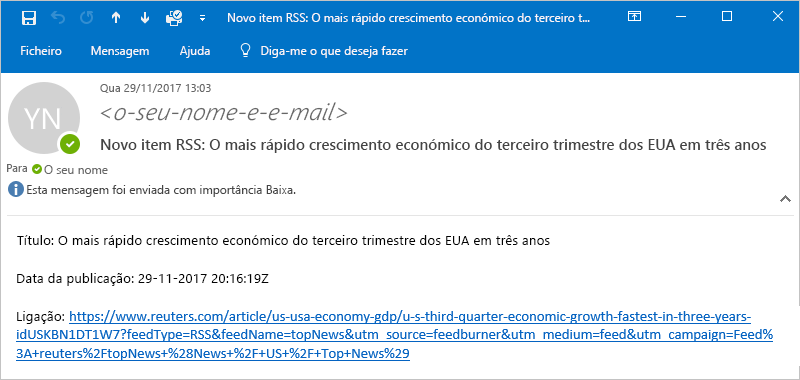 Novo item RSS: O mais rápido crescimento económico do terceiro t...
Ficheiro Mensagem Ajuda Diga-me o que deseja fazer
Qua 29/11/2017 13:03
YN
<o-seu-nome-e-e-mail>
Novo item RSS: O mais rápido crescimento económico do terceiro trimestre dos EUA em três anos
Para O seu nome
Esta mensagem foi enviada com importância Baixa.
Título: O mais rápido crescimento económico do terceiro trimestre dos EUA em três anos
Data da publicação: 29-11-2017 20:16:19Z
Ligação: https://www.reuters.com/article/us-usa-economy-gdp/u-s-third-quarter-economic-growth-fastest-in-three-years-
idUSKBN1DT1W7?feedType=RSS&feedName=topNews&utm_source=feedburner&utm_medium=feed&utm_campaign=Feed%
3A+reuters%2FtopNews+%28News+%2F+US+%2F+Top+News%29